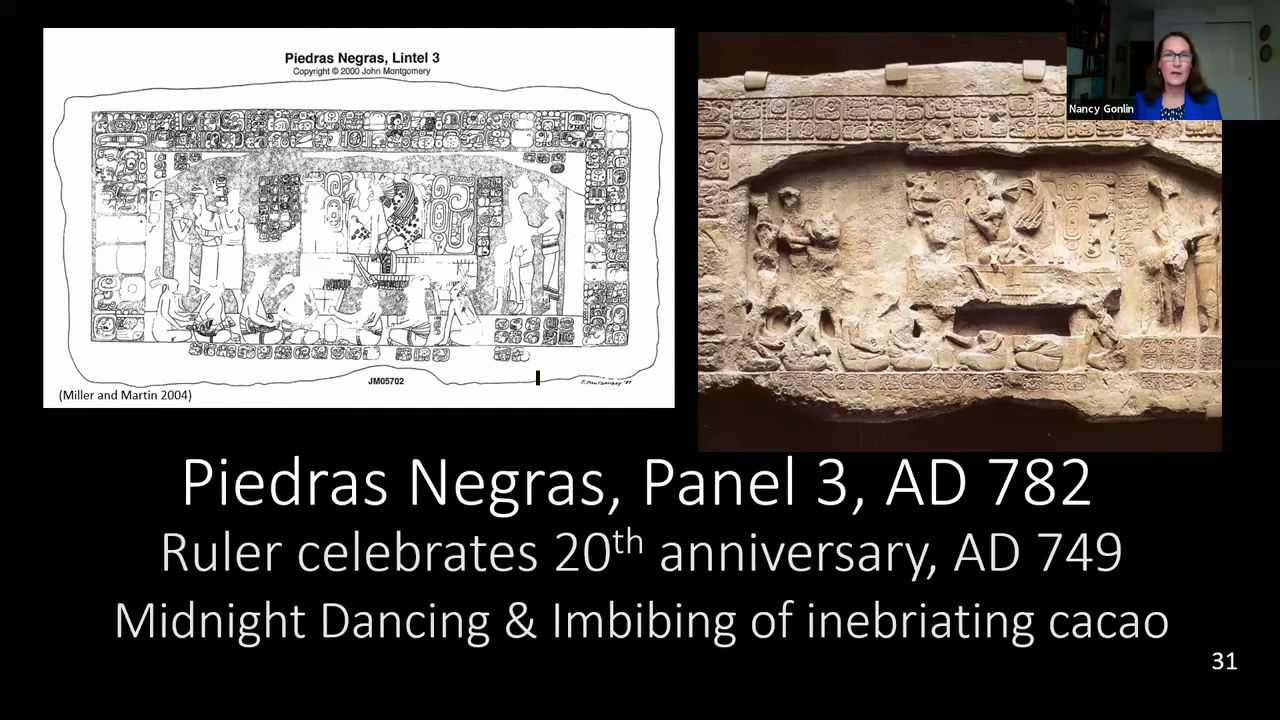 Piedras Negras, Lintel 3
Copyright © 2000 John Montgomery
JM05702
(Miller and Martin 2004)
Nancy Gonlin
Piedras Negras, Panel 3, AD 782
Ruler celebrates 20th anniversary, AD 749
Midnight Dancing & Imbibing of inebriating cacao
31